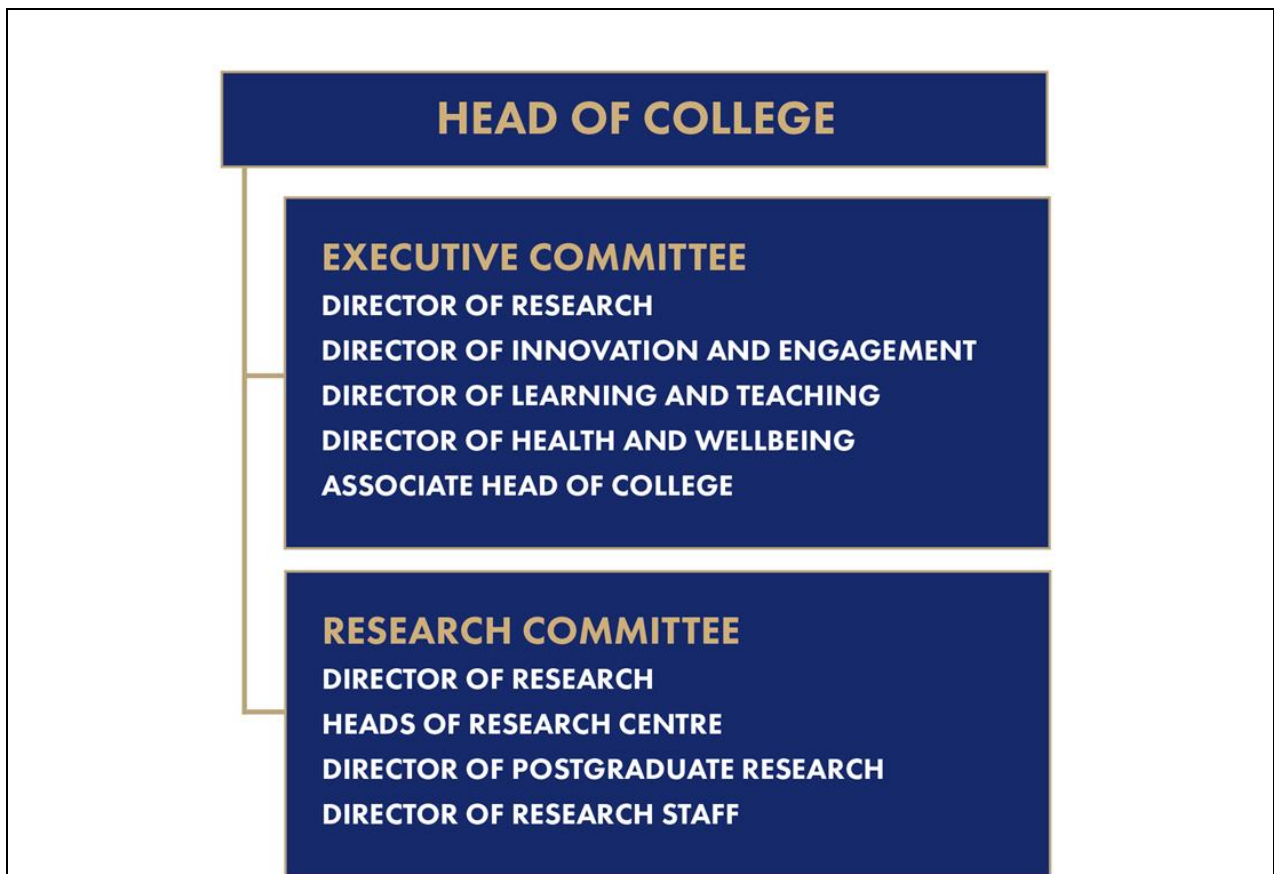 HEAD OF COLLEGE
EXECUTIVE COMMITTEE
DIRECTOR OF RESEARCH
DIRECTOR OF INNOVATION AND ENGAGEMENT
DIRECTOR OF LEARNING AND TEACHING
DIRECTOR OF HEALTH AND WELLBEING
ASSOCIATE HEAD OF COLLEGE
RESEARCH COMMITTEE
DIRECTOR OF RESEARCH
HEADS OF RESEARCH CENTRE
DIRECTOR OF POSTGRADUATE RESEARCH
DIRECTOR OF RESEARCH STAFF